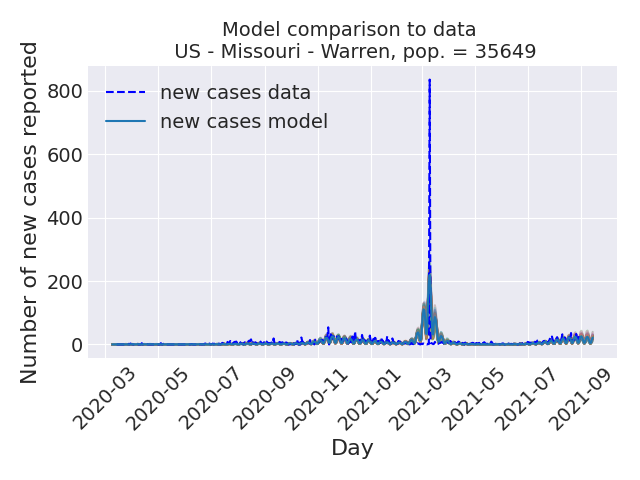 Model comparison to data
US - Missouri - Warren, pop. = 35649
Number of new cases reported
800
600
400
200
0
new cases data
new cases model
2020-03
2020-05
2020-07
2020-09
2020-11
2021-01
2021-03
2021-05
2021-07
2021-09
Day